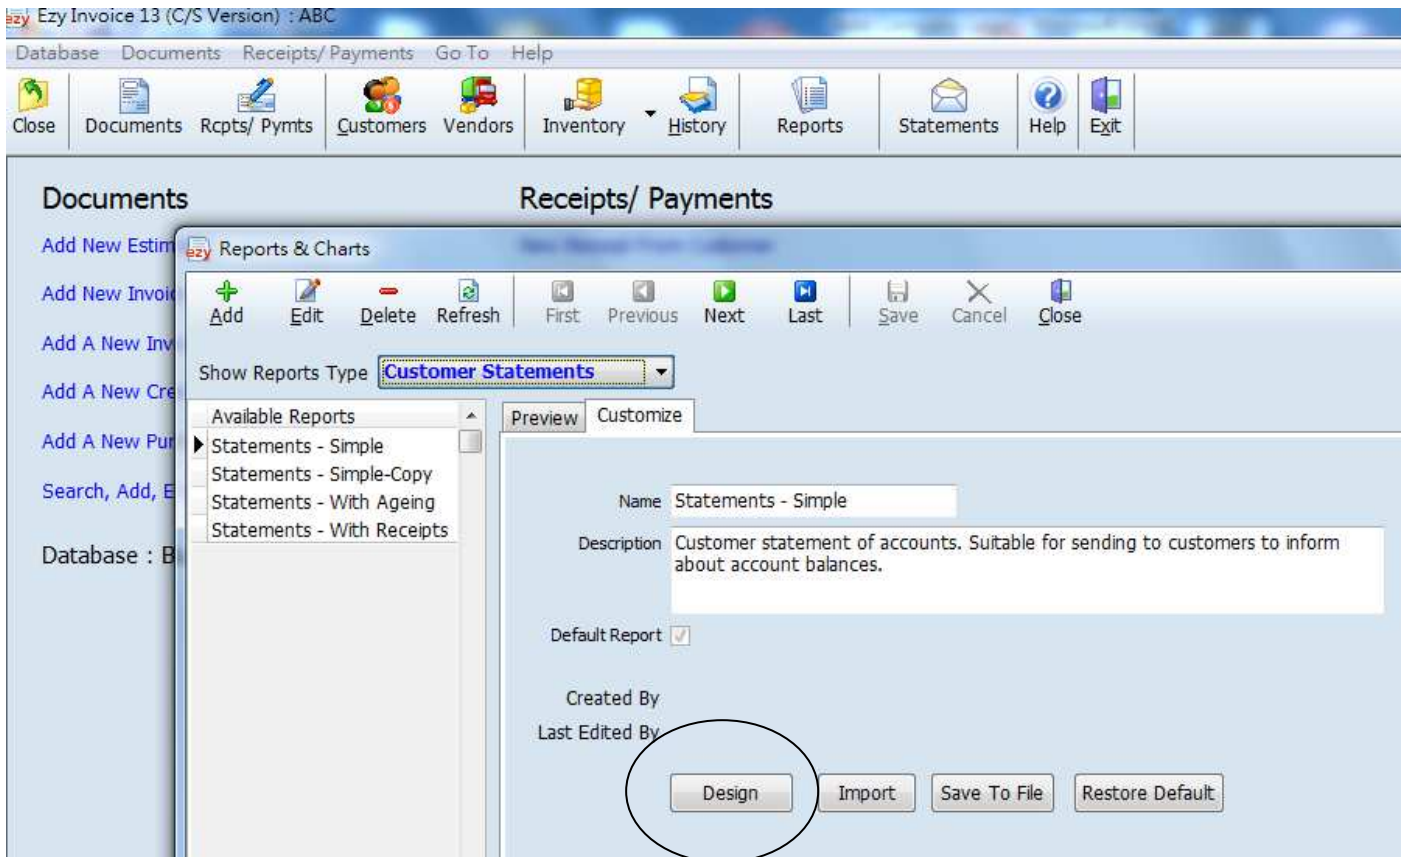 ezy Ezy Invoice 13 (C/S Version) : ABC
Database Documents Receipts/ Payments Go To Help
Close Documents Rcpts/ Pymts Customers Vendors Inventory History Reports Statements Help Exit
Documents Receipts/ Payments
Add New Estim
ezy Reports & Charts
Add New Invoic
Add Edit Delete Refresh First Previous Next Last Save Cancel Close
Add A New Inv
Show Reports Type Customer Statements
Add A New Cre
Available Reports
Preview Customize
Add A New Pur
Statements - Simple
Statements - Simple-Copy
Search, Add, E
Statements - With Ageing
Name Statements - Simple
Statements - With Receipts
Description Customer statement of accounts. Suitable for sending to customers to inform
about account balances.
Database : B
Default Report
Created By
Last Edited By
Design Import Save To File Restore Default